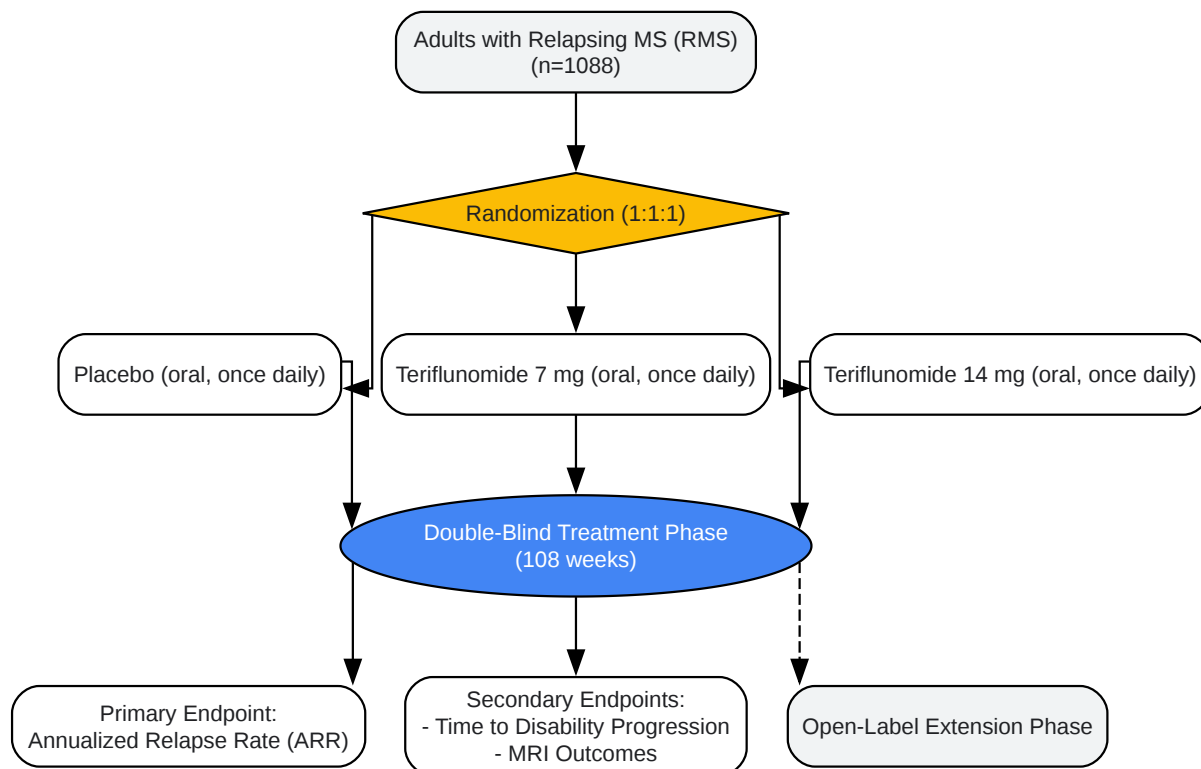 Adults with Relapsing MS (RMS)
(n=1088)
Randomization (1:1:1)
Placebo (oral, once daily)
Teriflunomide 7 mg (oral, once daily)
Teriflunomide 14 mg (oral, once daily)
Double-Blind Treatment Phase
(108 weeks)
Primary Endpoint:
Annualized Relapse Rate (ARR)
Secondary Endpoints:
- Time to Disability Progression
- MRI Outcomes
Open-Label Extension Phase